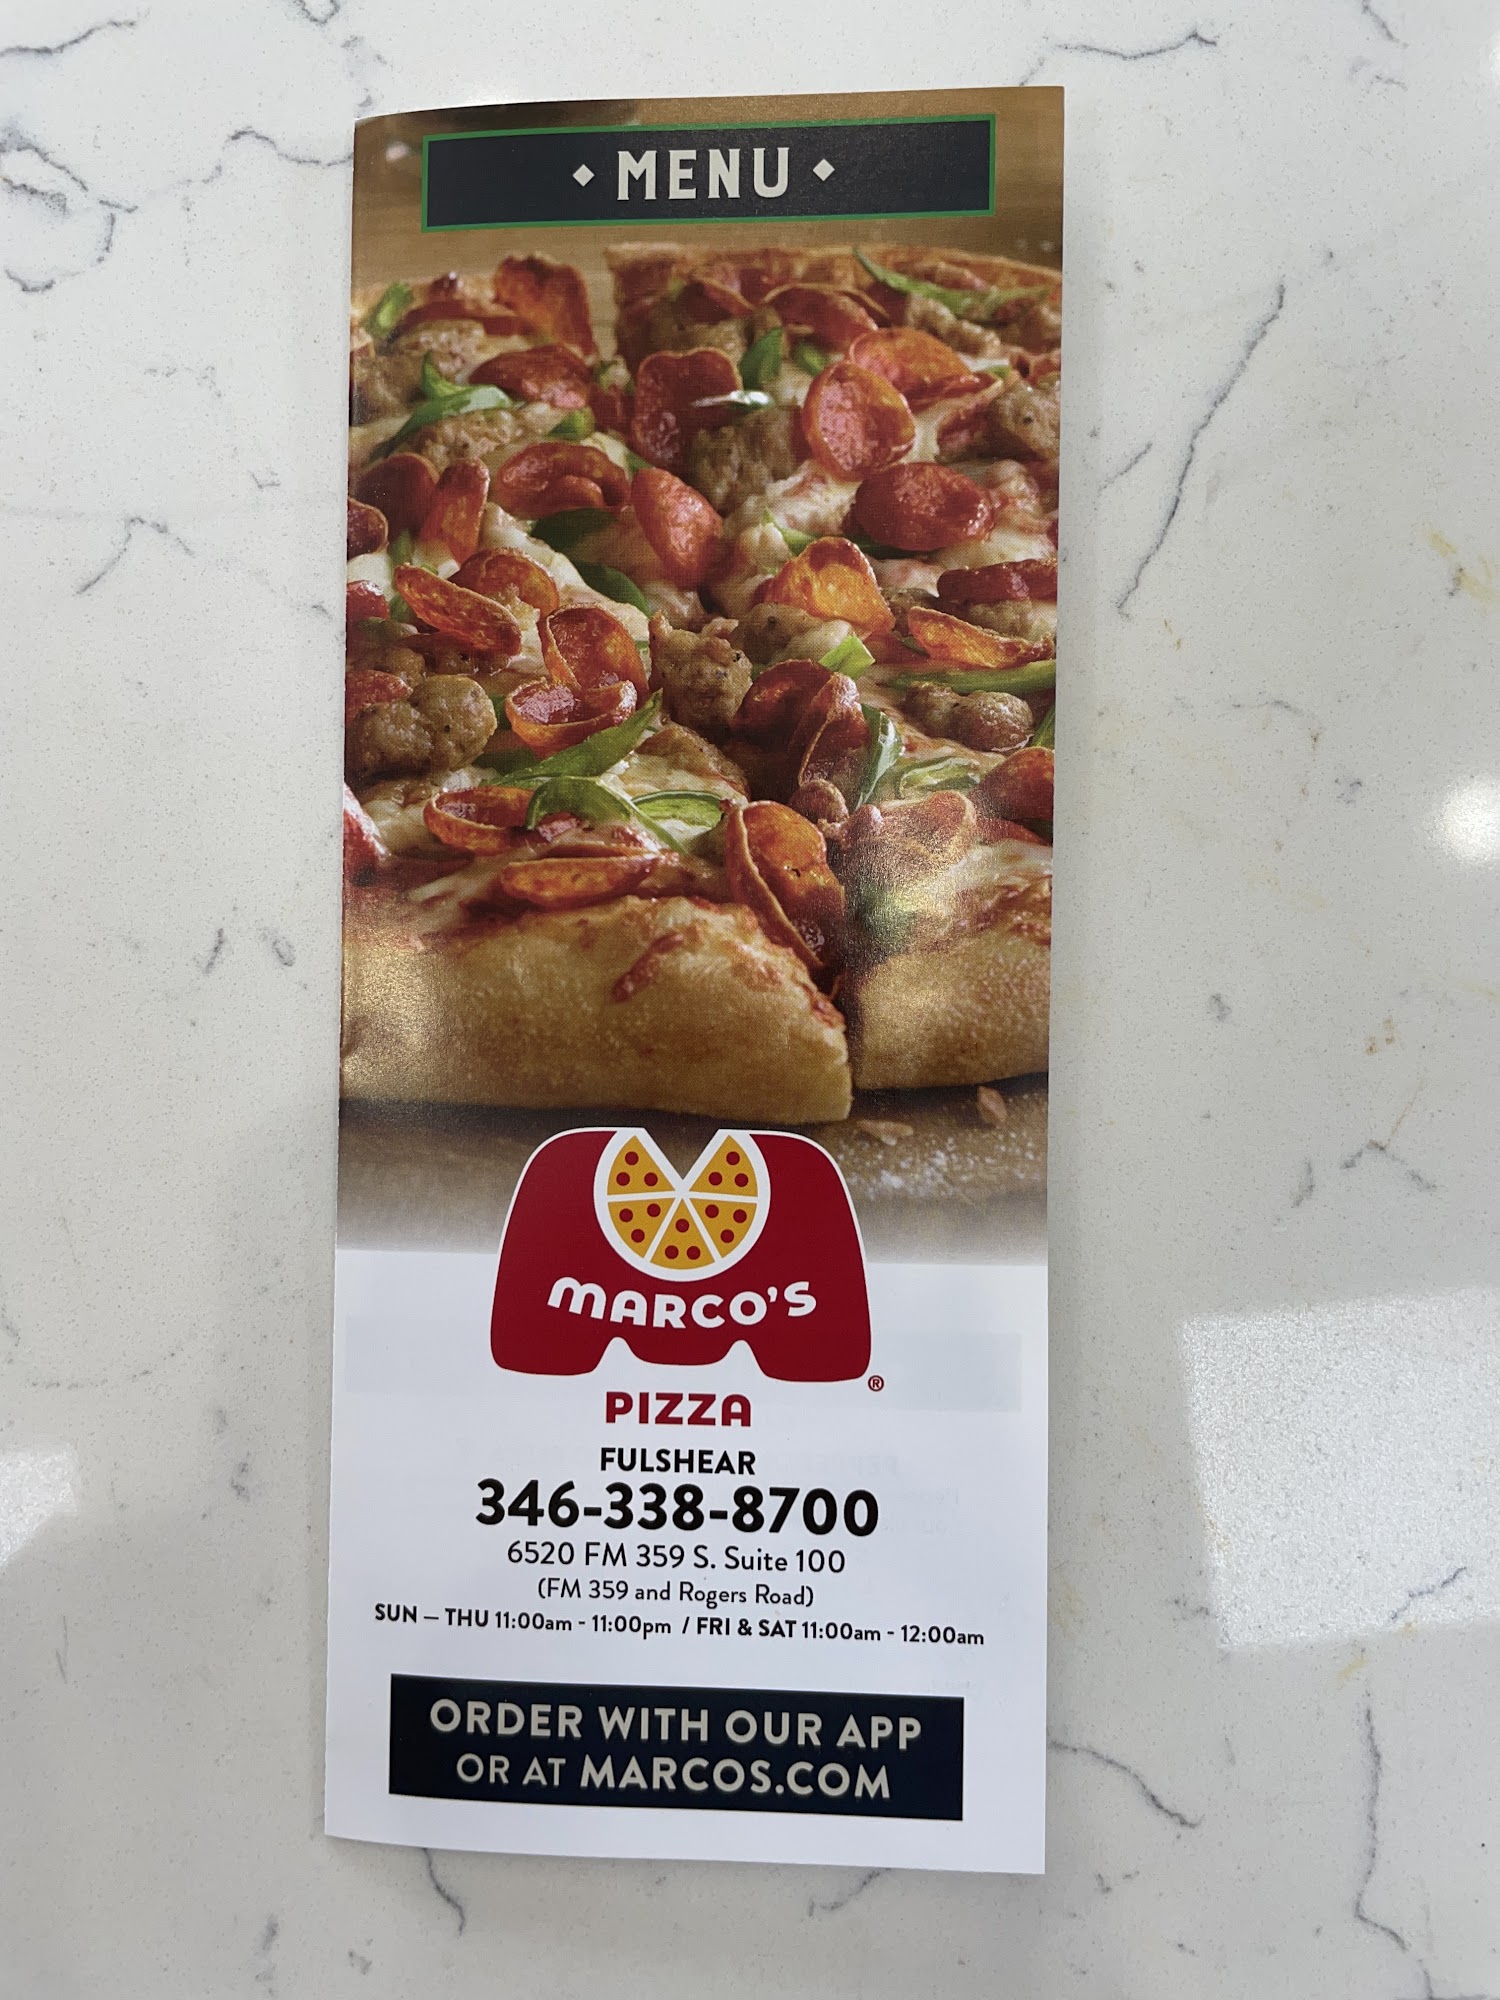 • MENU •
MARCO'S
®
PIZZA
FULSHEAR
346-338-8700
6520 FM 359 S. Suite 100
(FM 359 and Rogers Road)
SUN – THU 11:00am - 11:00pm / FRI & SAT 11:00am - 12:00am
ORDER WITH OUR APP
OR AT MARCOS.COM